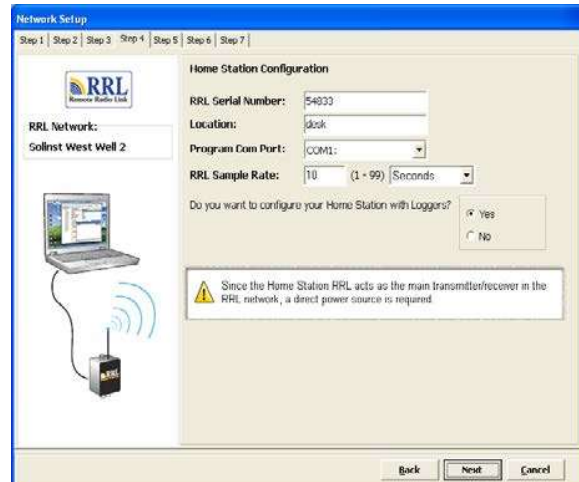 Network Setup
Step 1 Step 2 Step 3 Step 4 Step 5 Step 6 Step 7
RRL
Remote Radio Link
RRL Network:
Solinst West Well 2
Home Station Configuration
RRL Serial Number: 54833
Location: desk
Program Com Port: COM1:
RRL Sample Rate: 10 (1 - 99) Seconds
Do you want to configure your Home Station with Loggers? Yes
No
Since the Home Station RRL acts as the main transmitter/receiver in the
RRL network, a direct power source is required.
RRL
Back Next Cancel